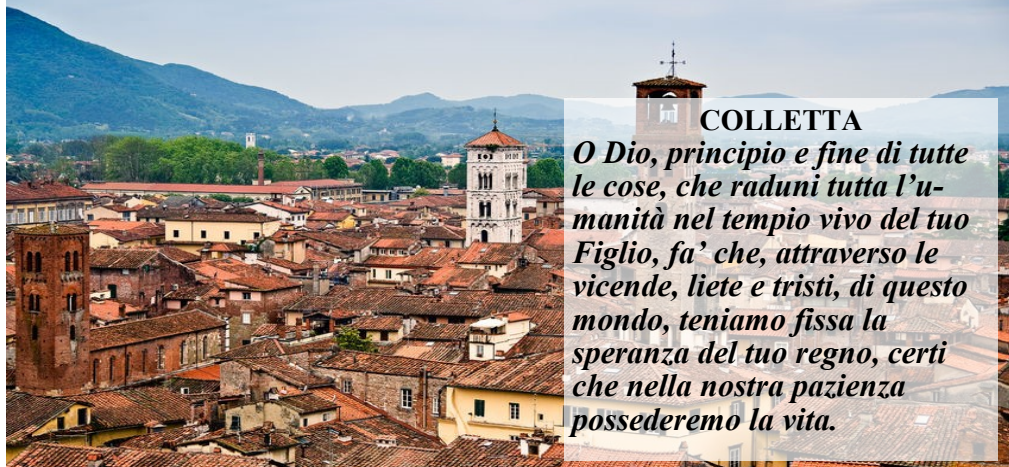 COLLETTA
O Dio, principio e fine di tutte
le cose, che raduni tutta l’u-
manità nel tempio vivo del tuo
Figlio, fa’ che, attraverso le
vicende, liete e tristi, di questo
mondo, teniamo fissa la
speranza del tuo regno, certi
che nella nostra pazienza
possederemo la vita.